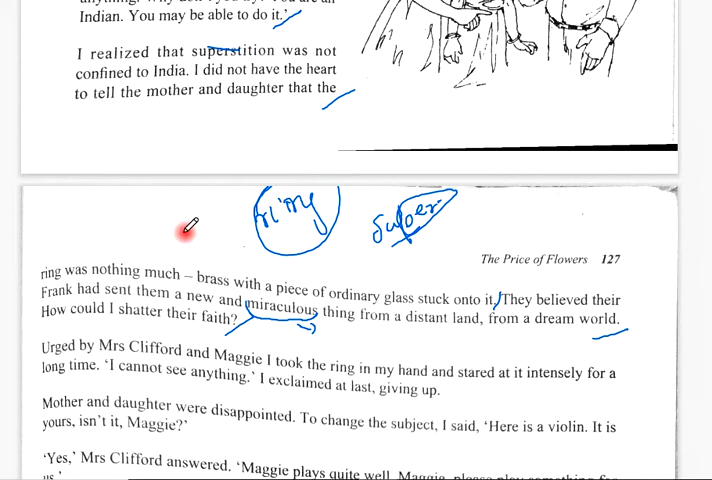 Indian. You may be able to do it.'
I realized that superstition was not
confined to India. I did not have the heart
to tell the mother and daughter that the
ring
super
The Price of Flowers 127
ring was nothing much – brass with a piece of ordinary glass stuck onto it. They believed their
Frank had sent them a new and miraculous thing from a distant land, from a dream world.
How could I shatter their faith?
Urged by Mrs Clifford and Maggie I took the ring in my hand and stared at it intensely for a
long time. 'I cannot see anything.' I exclaimed at last, giving up.
Mother and daughter were disappointed. To change the subject, I said, 'Here is a violin. It is
yours, isn't it, Maggie?'
'Yes,' Mrs Clifford answered. 'Maggie plays quite well. Maggie, please play something for
us.'